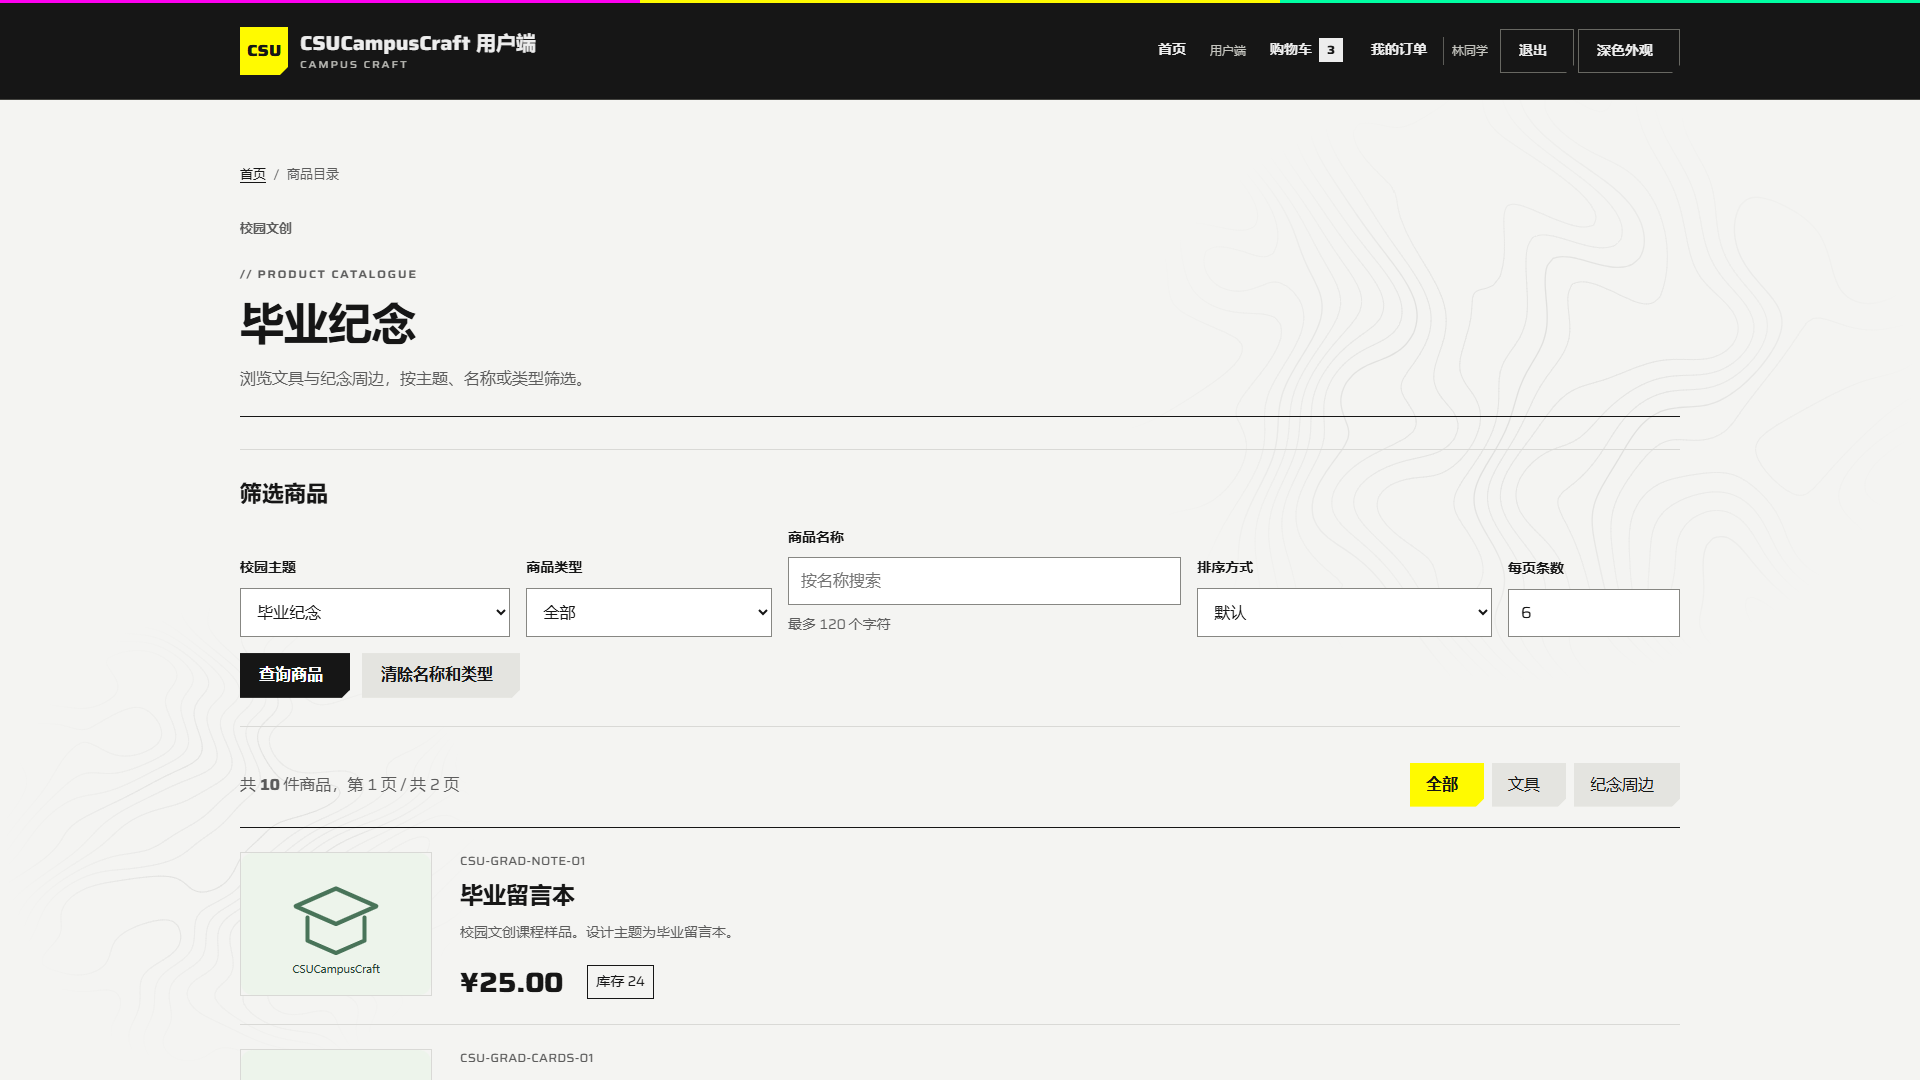 CSU
CSUCampusCraft 用户端
CAMPUS CRAFT
首页 用户端 购物车 3 我的订单 林同学 退出 深色外观
首页 / 商品目录
校园文创
// PRODUCT CATALOGUE
毕业纪念
浏览文具与纪念周边，按主题、名称或类型筛选。
筛选商品
校园主题 商品类型 商品名称 排序方式 每页条数
毕业纪念 全部 按名称搜索 默认 6
最多 120 个字符
查询商品 清除名称和类型
共 10 件商品，第 1 页 / 共 2 页 全部 文具 纪念周边
CSUCampusCraft
CSU-GRAD-NOTE-01
毕业留言本
校园文创课程样品。设计主题为毕业留言本。
¥25.00 库存 24
CSU-GRAD-CARDS-01